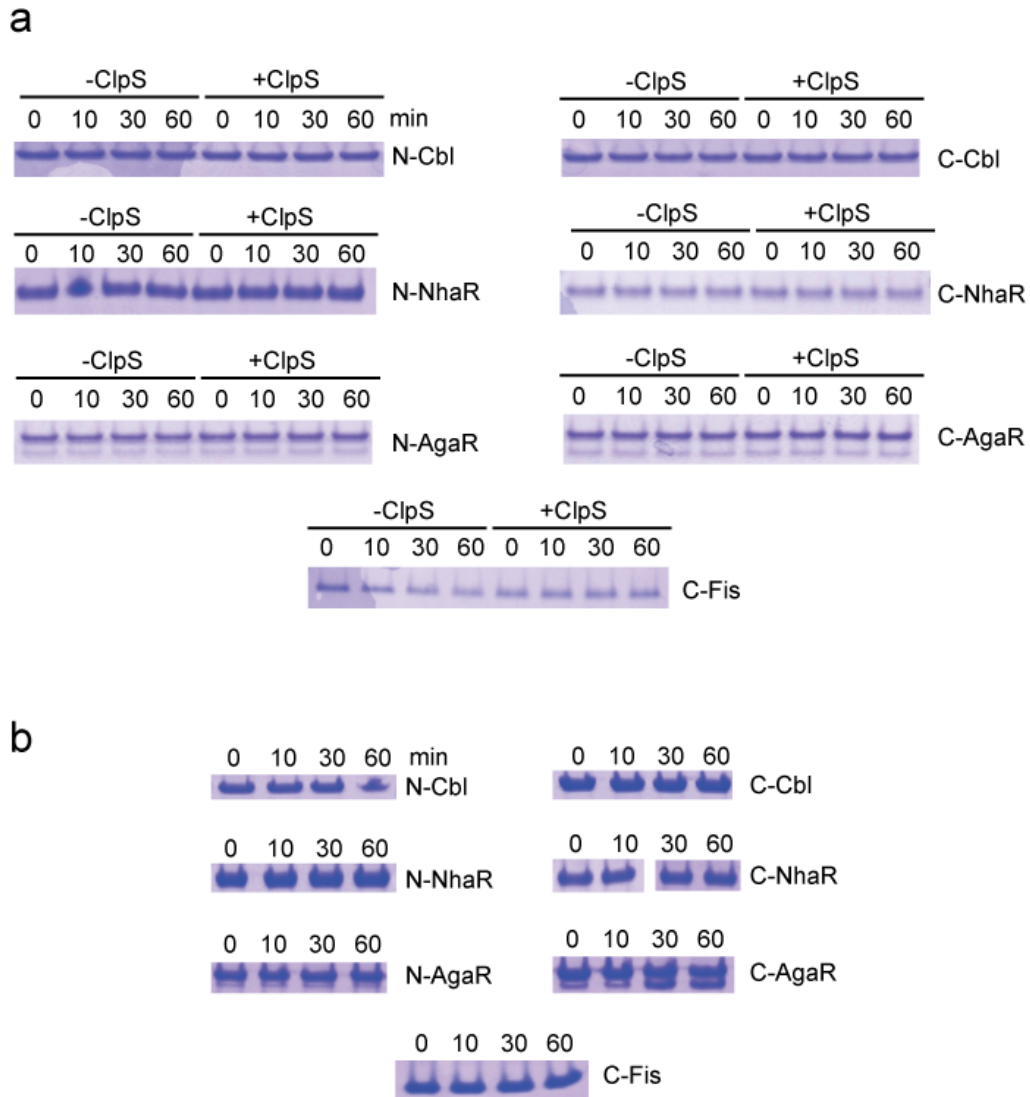 a
-ClpS +ClpS -ClpS +ClpS
0 10 30 60 0 10 30 60 min 0 10 30 60 0 10 30 60
N-Cbl C-Cbl
-ClpS +ClpS -ClpS +ClpS
0 10 30 60 0 10 30 60 0 10 30 60 0 10 30 60
N-NhaR C-NhaR
-ClpS +ClpS -ClpS +ClpS
0 10 30 60 0 10 30 60 0 10 30 60 0 10 30 60
N-AgaR C-AgaR
-ClpS +ClpS
0 10 30 60 0 10 30 60
C-Fis
b
0 10 30 60 min 0 10 30 60
N-Cbl C-Cbl
0 10 30 60 0 10 30 60
N-NhaR C-NhaR
0 10 30 60 0 10 30 60
N-AgaR C-AgaR
0 10 30 60
C-Fis